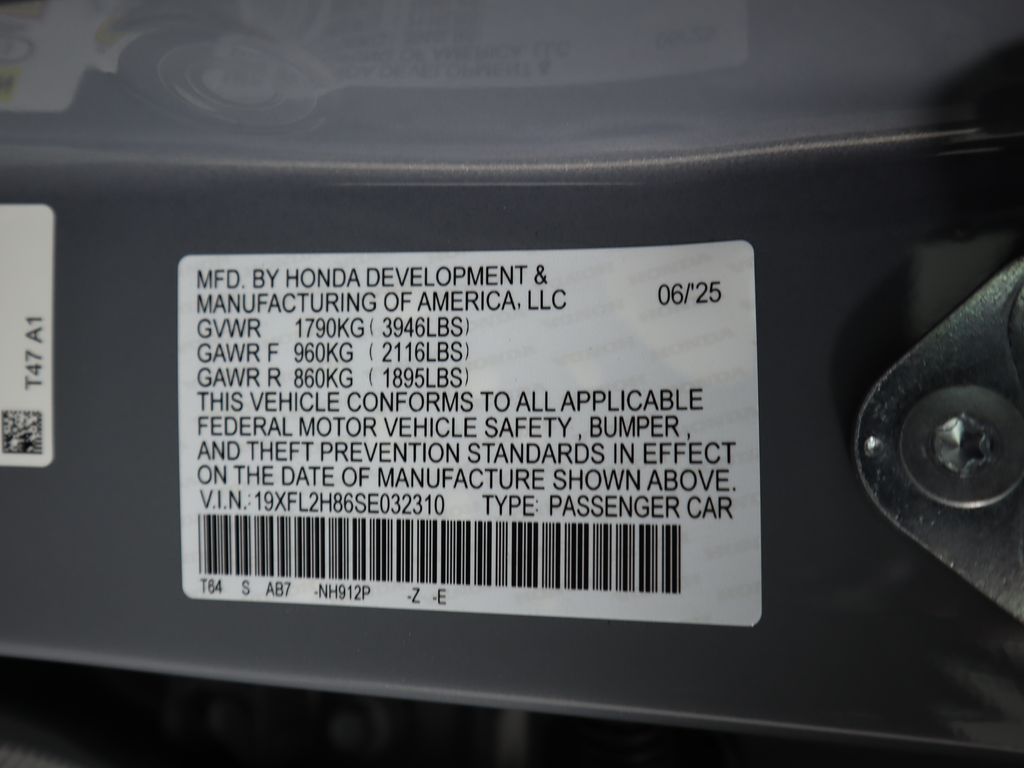 MFD. BY HONDA DEVELOPMENT &
MANUFACTURING OF AMERICA, LLC
06/'25
GVWR 1790KG ( 3946LBS)
GAWR F 960KG ( 2116LBS)
GAWR R 860KG ( 1895LBS)
THIS VEHICLE CONFORMS TO ALL APPLICABLE
FEDERAL MOTOR VEHICLE SAFETY , BUMPER ,
AND THEFT PREVENTION STANDARDS IN EFFECT
ON THE DATE OF MANUFACTURE SHOWN ABOVE.
V.I.N.: 19XFL2H86SE032310 TYPE: PASSENGER CAR
T64 S AB7 -NH912P -Z -E
T47 A1